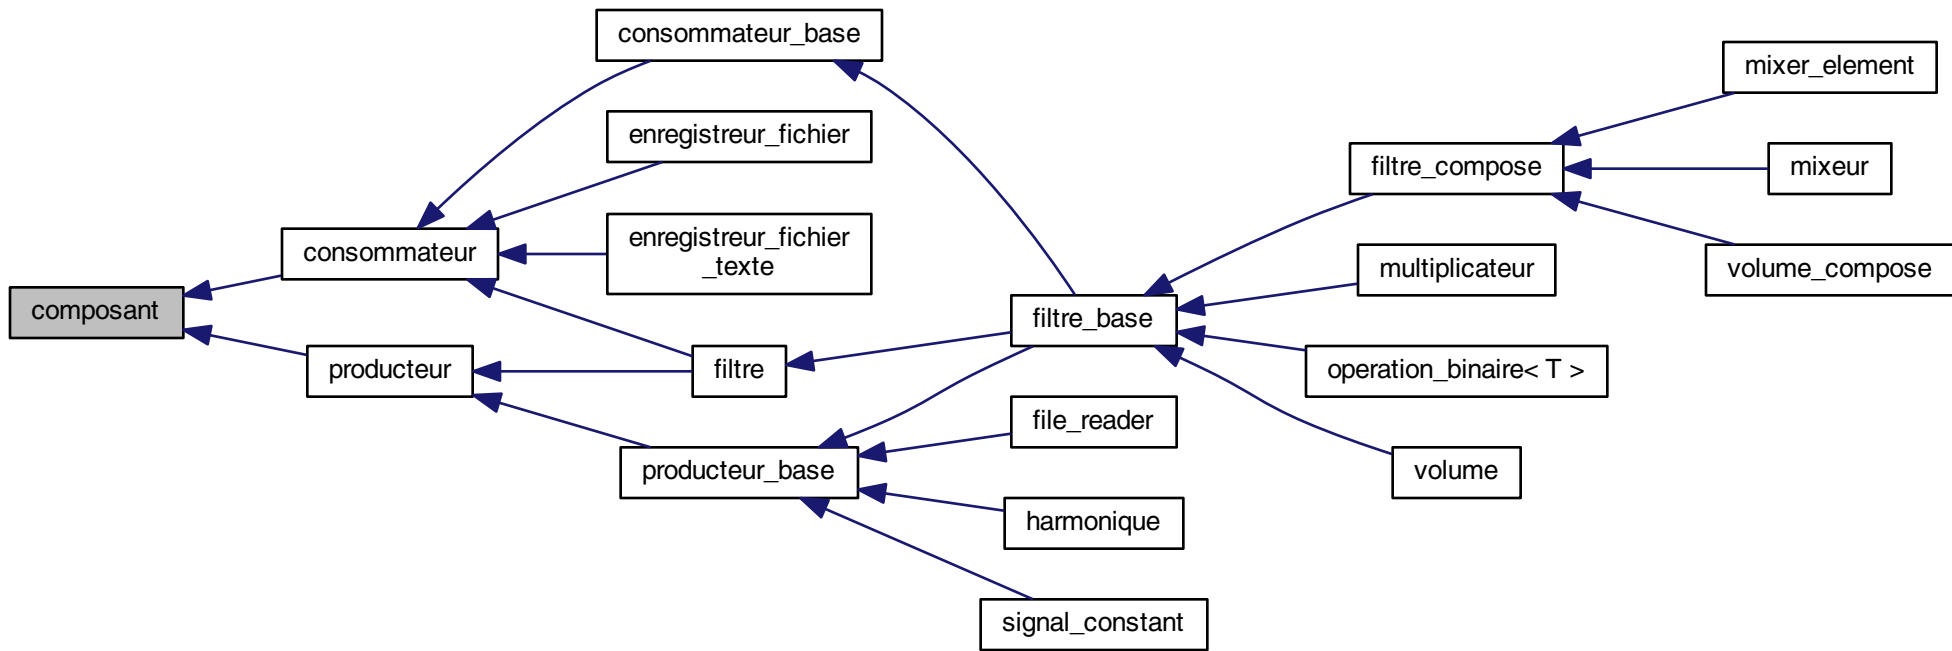 composant
consommateur
producteur
consommateur_base
enregistreur_fichier
enregistreur_fichier
_texte
filtre
producteur_base
filtre_base
file_reader
harmonique
signal_constant
filtre_compose
multiplicateur
operation_binaire< T >
volume
mixer_element
mixeur
volume_compose